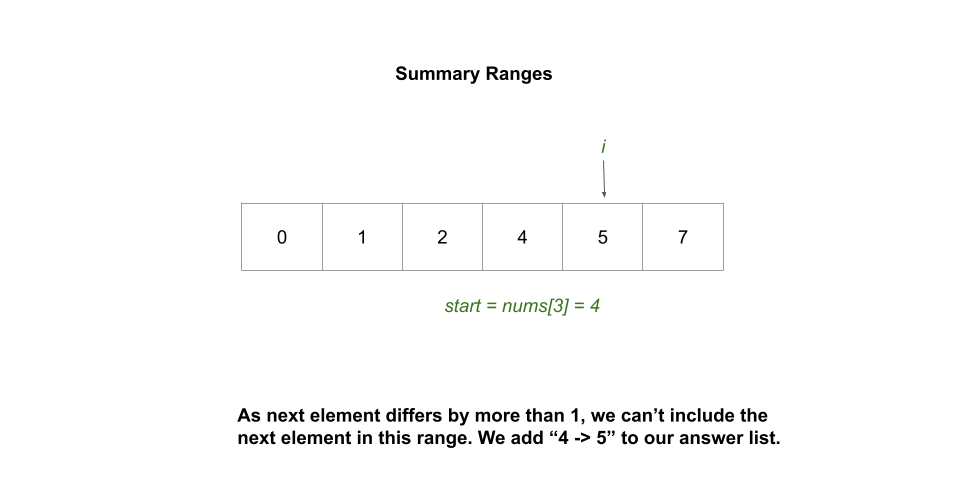 Summary Ranges
i
0 1 2 4 5 7
start = nums[3] = 4
As next element differs by more than 1, we can’t include the
next element in this range. We add “4 -> 5” to our answer list.